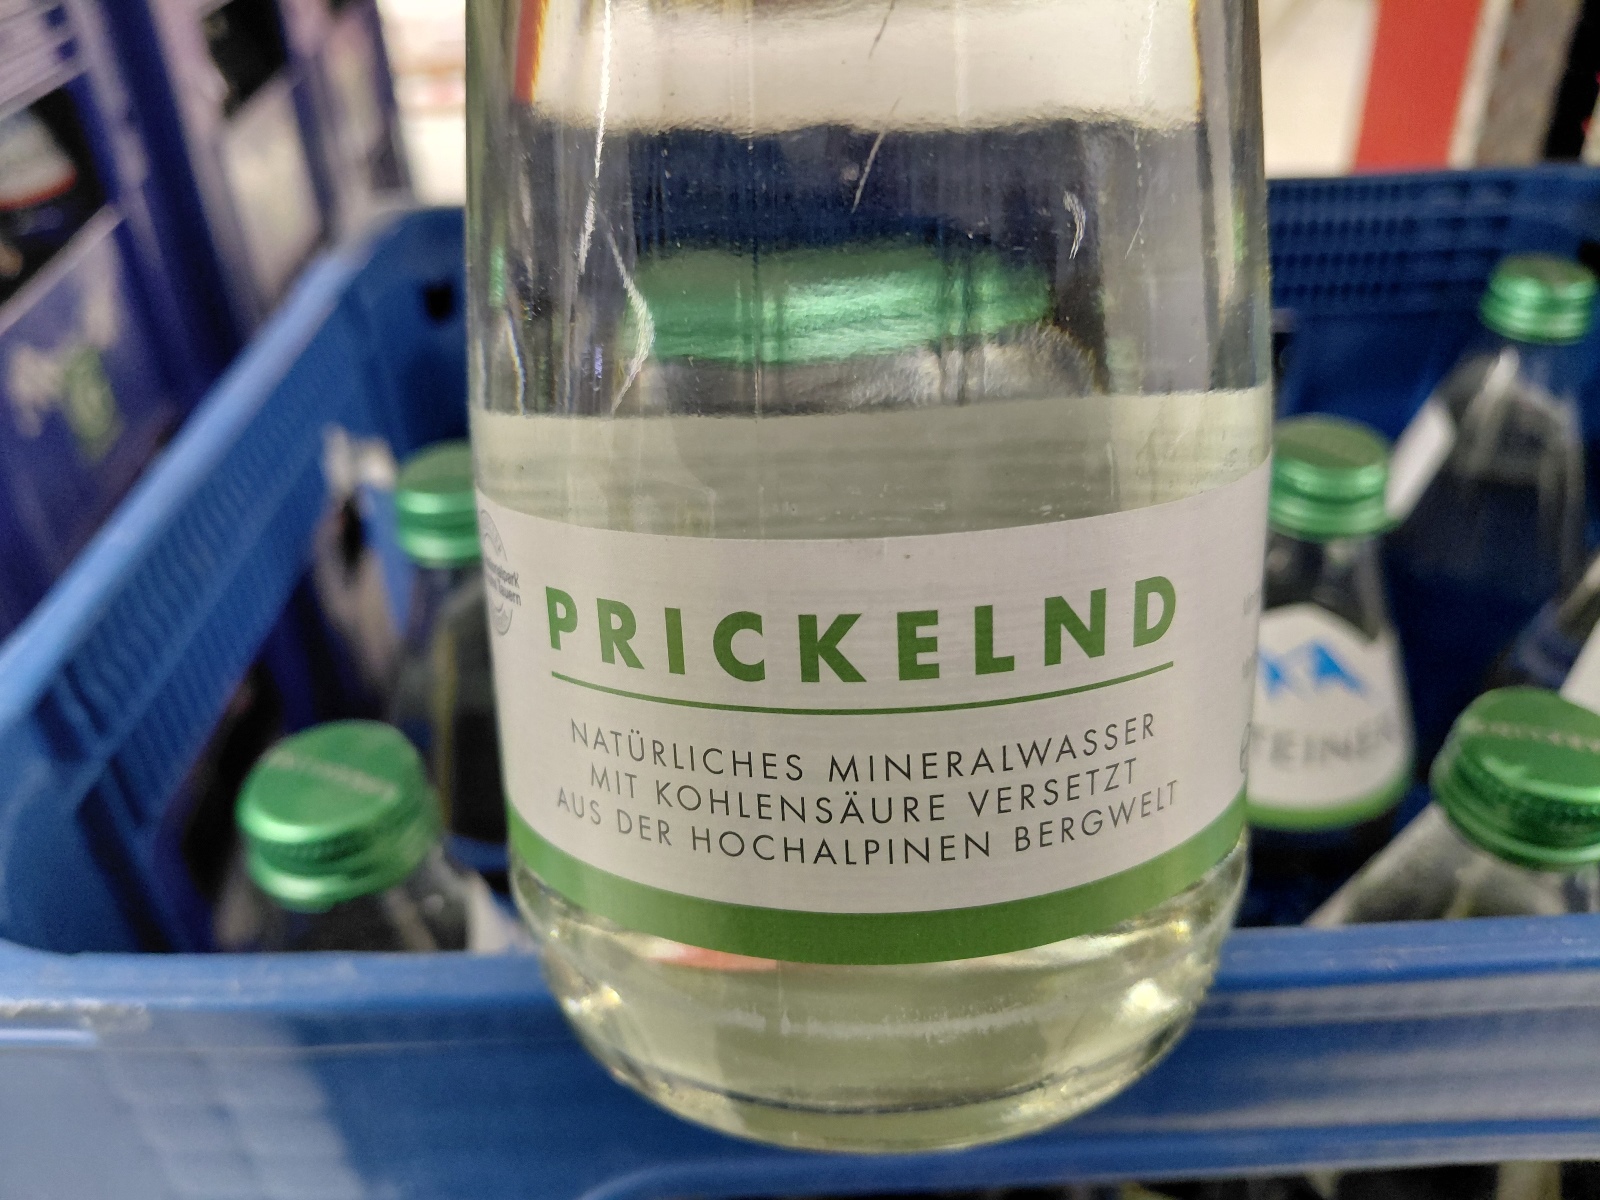 PRICKELND
NATÜRLICHES MINERALWASSER
MIT KOHLENSÄURE VERSETZT
AUS DER HOCHALPINEN BERGWELT